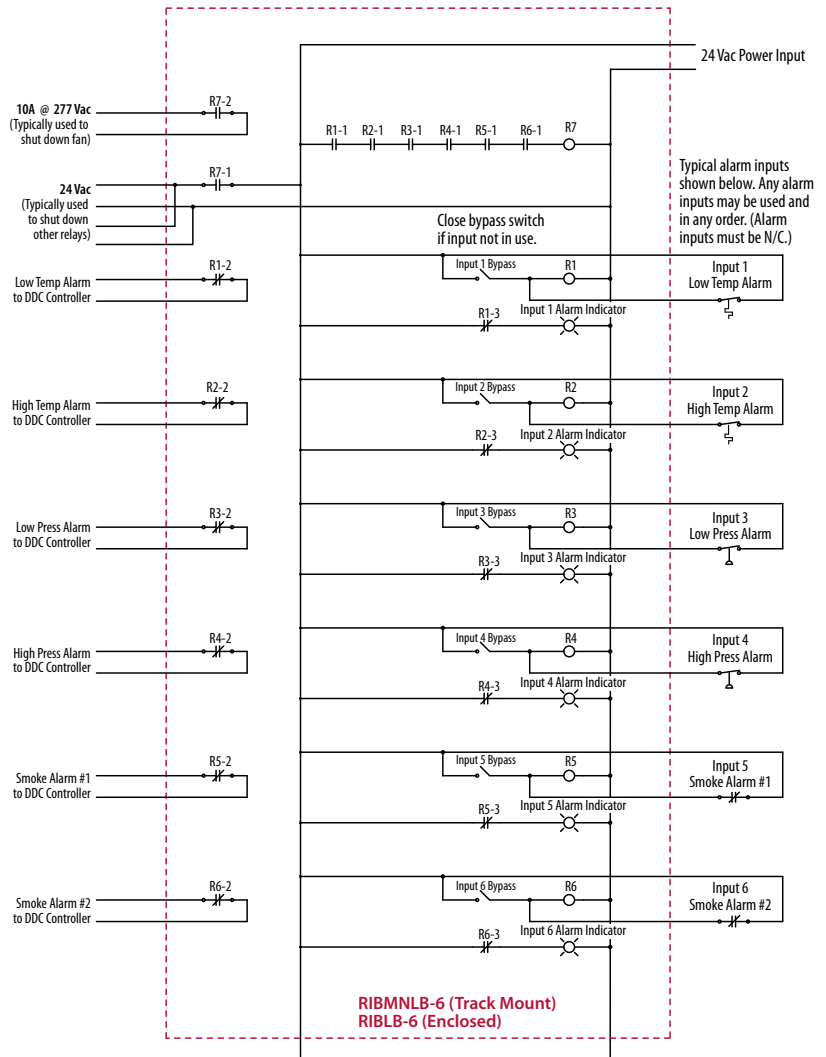 24 Vac Power Input
R7-2
10A @ 277 Vac
(Typically used to
shut down fan)
R1-1 R2-1 R3-1 R4-1 R5-1 R6-1 R7
R7-1
24 Vac
(Typically used
to shut down
other relays)
Typical alarm inputs
shown below. Any alarm
inputs may be used and
in any order. (Alarm
inputs must be N/C.)
Close bypass switch
if input not in use.
R1-2
Low Temp Alarm
to DDC Controller
Input 1 Bypass
R1
Input 1
Low Temp Alarm
R1-3
Input 1 Alarm Indicator
R2-2
High Temp Alarm
to DDC Controller
Input 2 Bypass
R2
Input 2
High Temp Alarm
R2-3
Input 2 Alarm Indicator
R3-2
Low Press Alarm
to DDC Controller
Input 3 Bypass
R3
Input 3
Low Press Alarm
R3-3
Input 3 Alarm Indicator
R4-2
High Press Alarm
to DDC Controller
Input 4 Bypass
R4
Input 4
High Press Alarm
R4-3
Input 4 Alarm Indicator
R5-2
Smoke Alarm #1
to DDC Controller
Input 5 Bypass
R5
Input 5
Smoke Alarm #1
R5-3
Input 5 Alarm Indicator
R6-2
Smoke Alarm #2
to DDC Controller
Input 6 Bypass
R6
Input 6
Smoke Alarm #2
R6-3
Input 6 Alarm Indicator
RIBMNLB-6 (Track Mount)
RIBLB-6 (Enclosed)